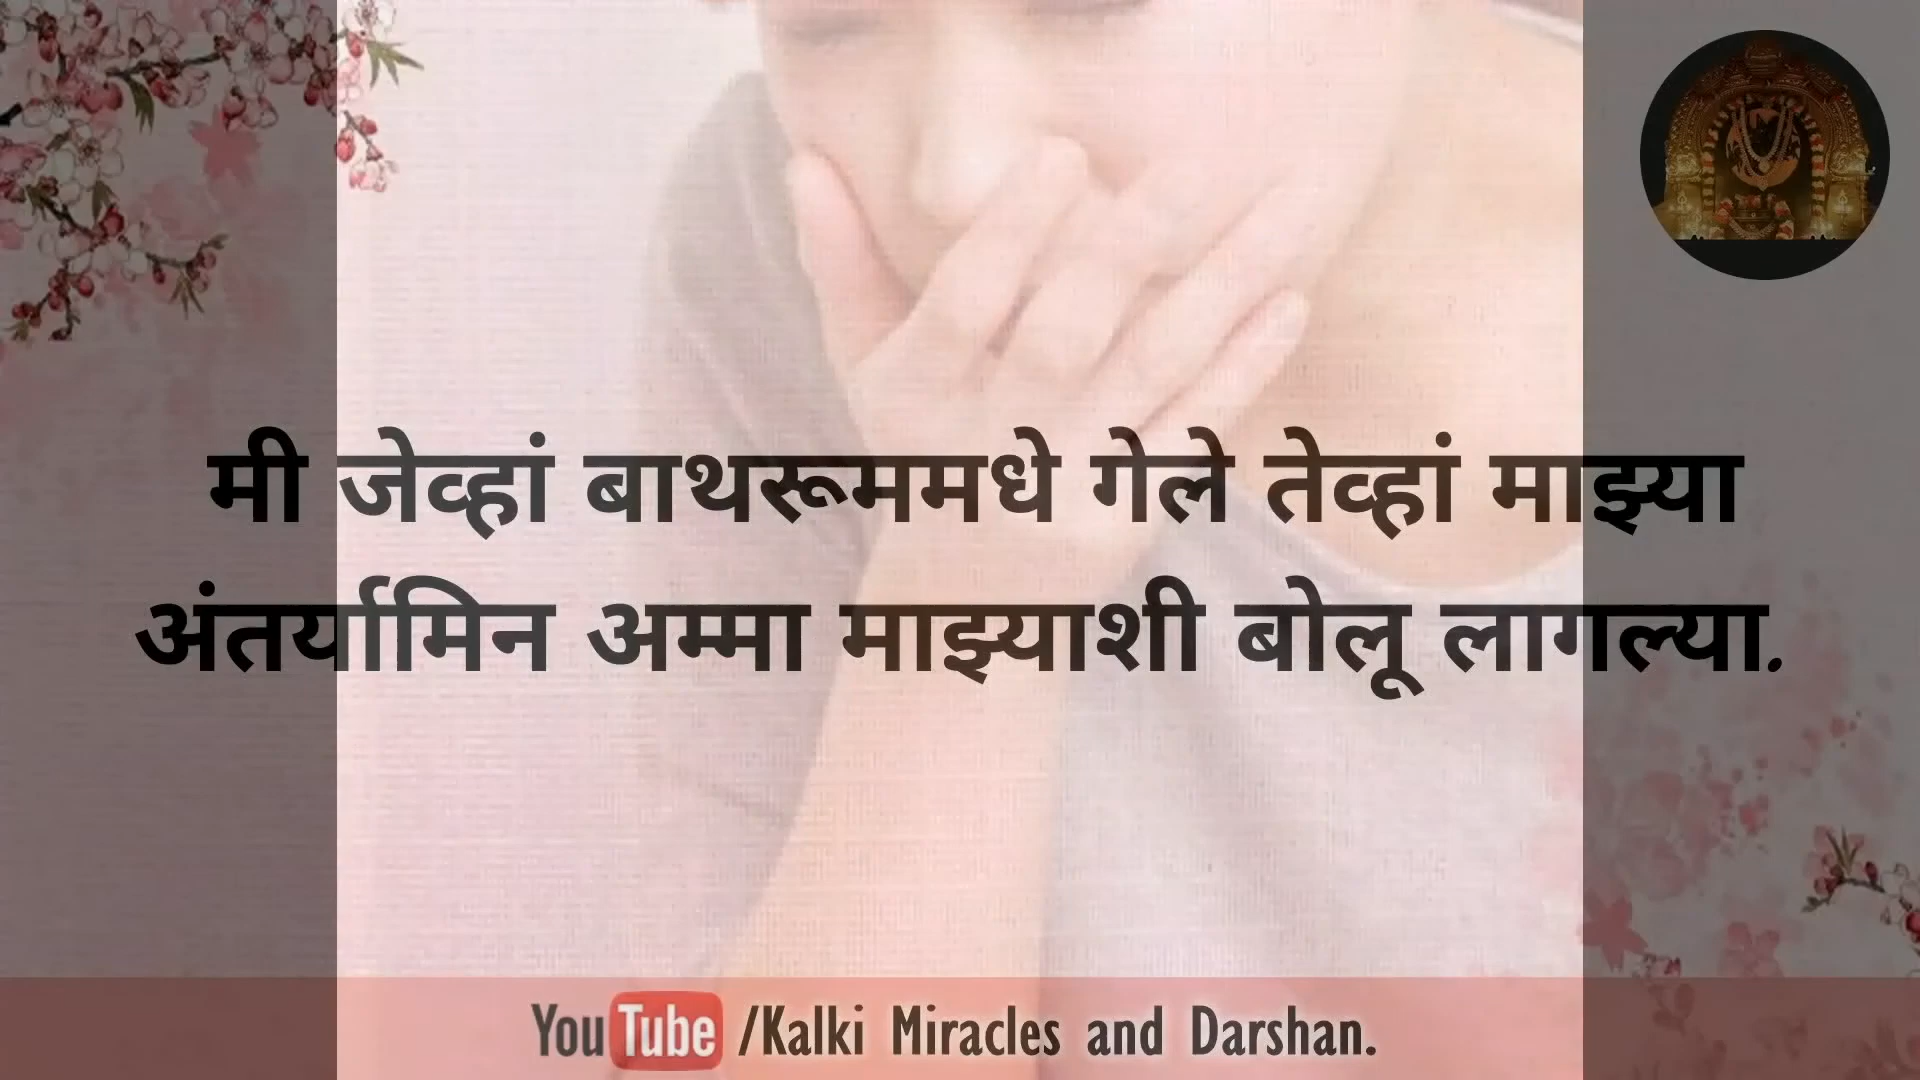 मी जेव्हां बाथरूममधे गेले तेव्हां माझ्या
अंतर्यामिन अम्मा माझ्याशी बोलू लागल्या.
YouTube /Kalki Miracles and Darshan.